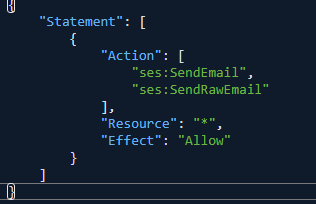 {
    "Statement": [
        {
            "Action": [
                "ses:SendEmail",
                "ses:SendRawEmail"
            ],
            "Resource": "*",
            "Effect": "Allow"
        }
    ]
}